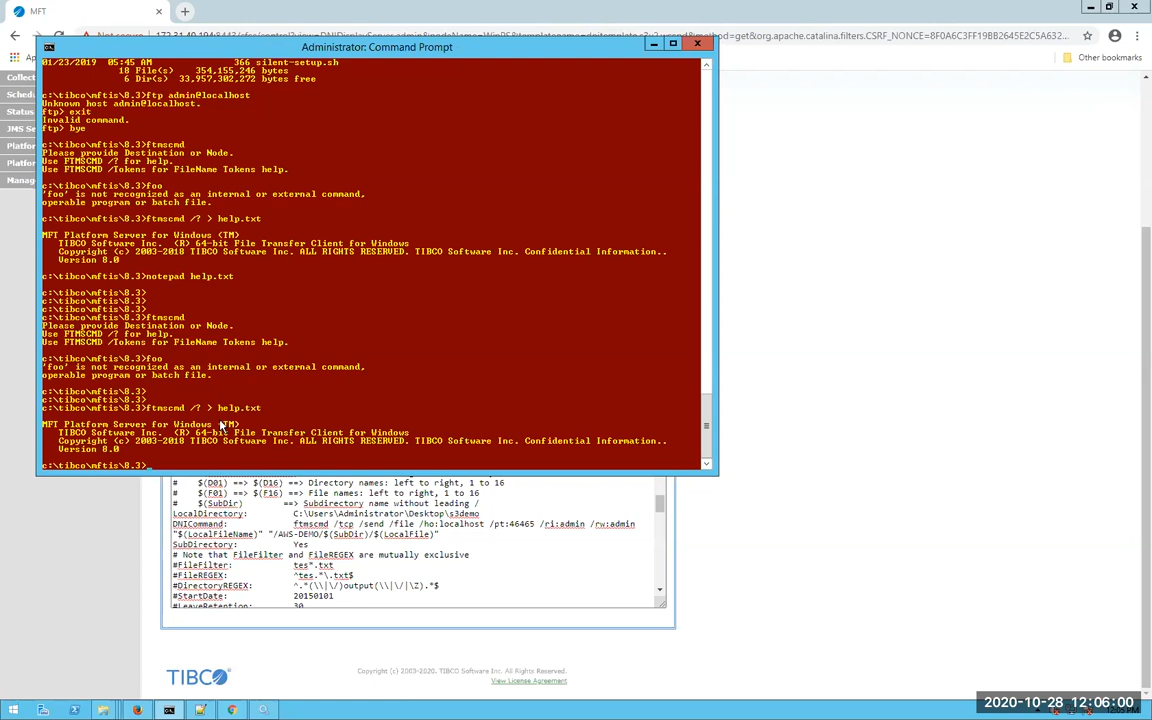 MFT
Administrator: Command Prompt
Other bookmarks
01/23/2019 05:45 AM 366 silent-setup.sh
18 File(s) 354,155,246 bytes
6 Dir(s) 33,957,302,272 bytes free
c:\tibco\mftis\8.3>ftp admin@localhost
Unknown host admin@localhost.
ftp> exit
Invalid command.
ftp> bye
c:\tibco\mftis\8.3>ftmscmd
Please provide Destination or Node.
Use FTMSCMD /? for help.
Use FTMSCMD /Tokens for FileName Tokens help.
c:\tibco\mftis\8.3>foo
'foo' is not recognized as an internal or external command,
operable program or batch file.
c:\tibco\mftis\8.3>ftmscmd /? > help.txt
MFT Platform Server for Windows (TM)
TIBCO Software Inc. (R) 64-bit File Transfer Client for Windows
Copyright (c) 2003-2018 TIBCO Software Inc. ALL RIGHTS RESERVED. TIBCO Software Inc. Confidential Information..
Version 8.0
c:\tibco\mftis\8.3>notepad help.txt
c:\tibco\mftis\8.3>
c:\tibco\mftis\8.3>
c:\tibco\mftis\8.3>
c:\tibco\mftis\8.3>ftmscmd
Please provide Destination or Node.
Use FTMSCMD /? for help.
Use FTMSCMD /Tokens for FileName Tokens help.
c:\tibco\mftis\8.3>foo
'foo' is not recognized as an internal or external command,
operable program or batch file.
c:\tibco\mftis\8.3>
c:\tibco\mftis\8.3>
c:\tibco\mftis\8.3>ftmscmd /? > help.txt
MFT Platform Server for Windows (TM)
TIBCO Software Inc. (R) 64-bit File Transfer Client for Windows
Copyright (c) 2003-2018 TIBCO Software Inc. ALL RIGHTS RESERVED. TIBCO Software Inc. Confidential Information..
Version 8.0
c:\tibco\mftis\8.3>_
# $(D01) ==> $(D16) ==> Directory names: left to right, 1 to 16
# $(F01) ==> $(F16) ==> File names: left to right, 1 to 16
# $(SubDir) ==> Subdirectory name without leading /
LocalDirectory: C:\Users\Administrator\Desktop\s3demo
DNICommand: ftmscmd /tcp /send /file /ho:localhost /pt:46465 /ri:admin /rw:admin
"$(LocalFileName)" "/AWS-DEMO/$(SubDir)/$(LocalFile)"
SubDirectory: Yes
# Note that FileFilter and FileREGEX are mutually exclusive
#FileFilter: tes*.txt
#FileREGEX: ^tes.*\.txt$
#DirectoryREGEX: ^.*(\\|\/)output(\\|\/|\Z).*$
#StartDate: 20150101
#LeaveRetention: 30
TIBCO
Copyright (C) 2003-2020. TIBCO Software Inc. All Rights Reserved.
View License Agreement
2020-10-28 12:06:00